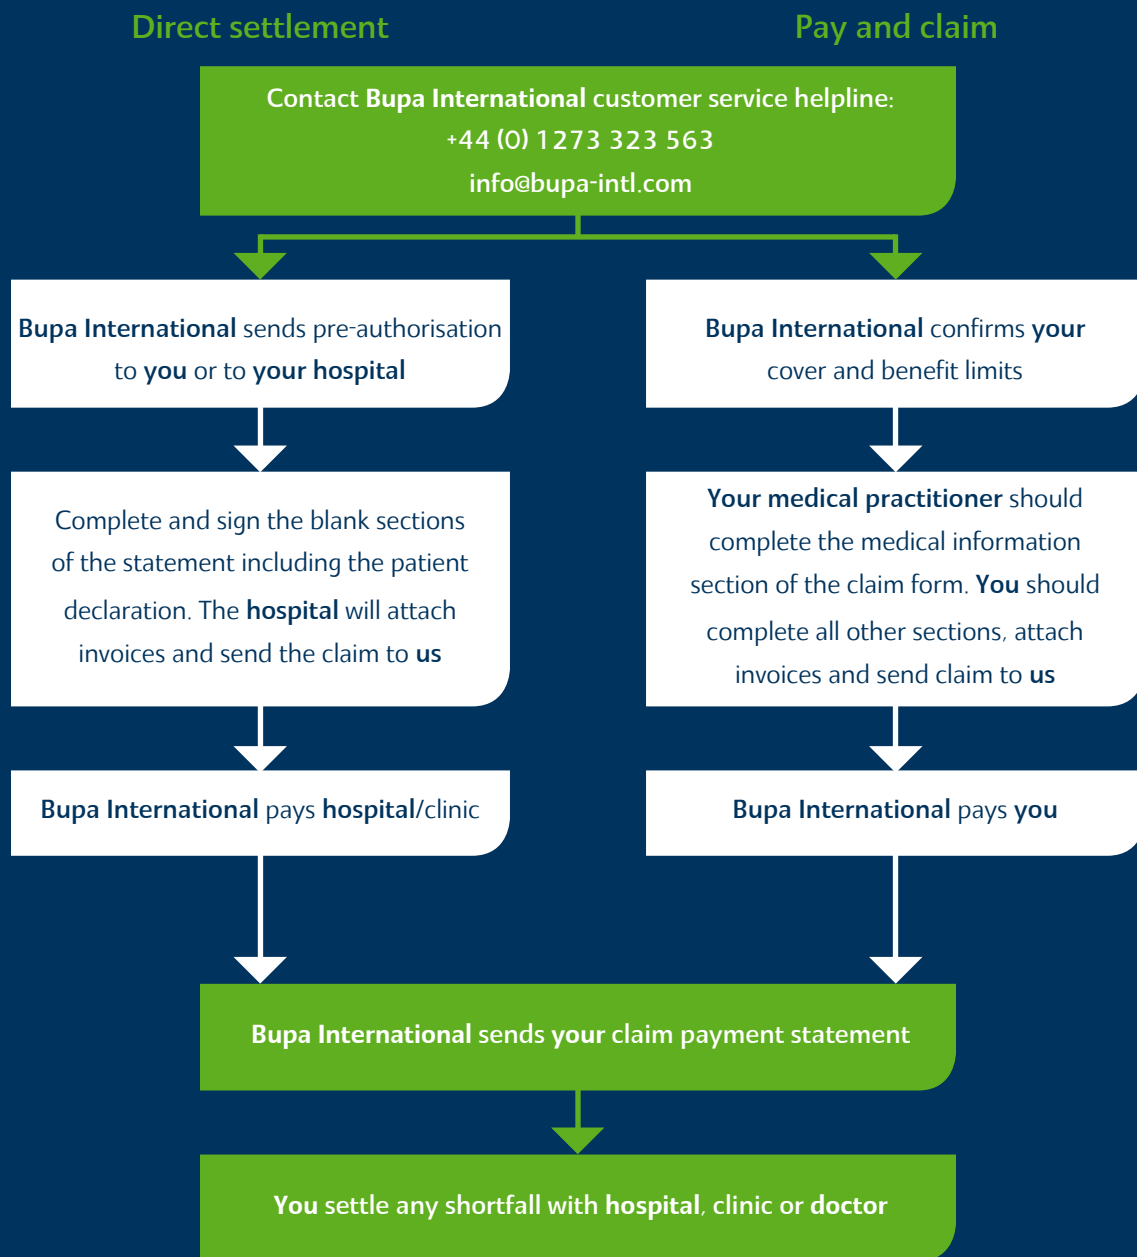 Direct settlement
Pay and claim
Contact Bupa International customer service helpline:
+44 (0) 1273 323 563
info@bupa-intl.com
Bupa International sends pre-authorisation
to you or to your hospital
Bupa International confirms your
cover and benefit limits
Complete and sign the blank sections
of the statement including the patient
declaration. The hospital will attach
invoices and send the claim to us
Your medical practitioner should
complete the medical information
section of the claim form. You should
complete all other sections, attach
invoices and send claim to us
Bupa International pays hospital/clinic
Bupa International pays you
Bupa International sends your claim payment statement
You settle any shortfall with hospital, clinic or doctor